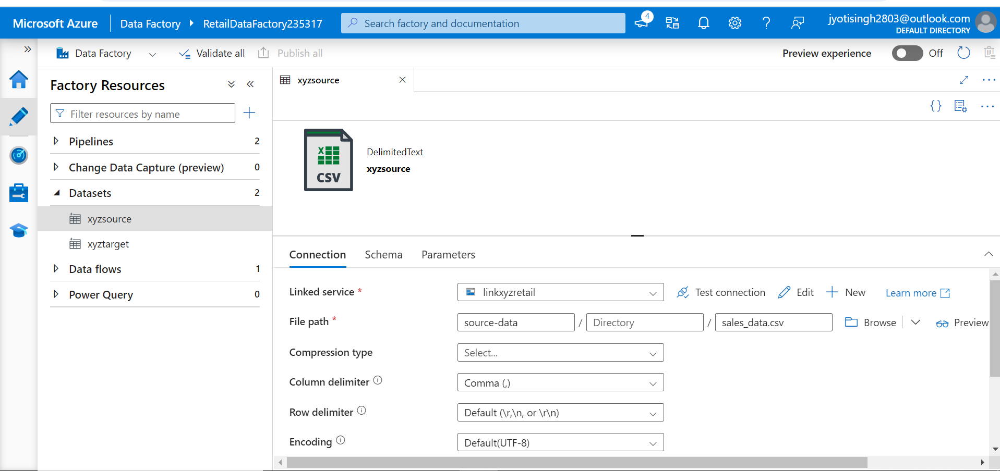 Microsoft Azure
Data Factory
RetailDataFactory235317
Search factory and documentation
4
jyotisingh2803@outlook.com
DEFAULT DIRECTORY
Data Factory
Validate all
Publish all
Preview experience
Off
Factory Resources
Filter resources by name
Pipelines 2
Change Data Capture (preview) 0
Datasets 2
xyzsource
xyztarget
Data flows 1
Power Query 0
xyzsource
{}
CSV
DelimitedText
xyzsource
Connection Schema Parameters
Linked service * linkxyzretail Test connection Edit New Learn more
File path * source-data / Directory / sales_data.csv Browse Preview
Compression type Select...
Column delimiter Comma (,)
Row delimiter Default (\r,\n, or \r\n)
Encoding Default(UTF-8)